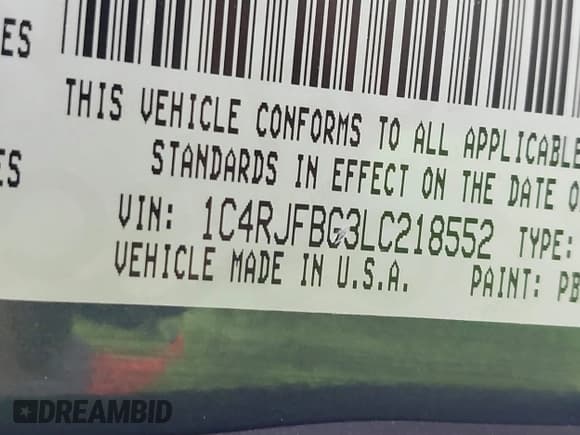 ES
THIS VEHICLE CONFORMS TO ALL APPLICABLE
STANDARDS IN EFFECT ON THE DATE O
ES
VIN: 1C4RJFBG3LC218552 TYPE:
VEHICLE MADE IN U.S.A. PAINT: PB
DREAMBID